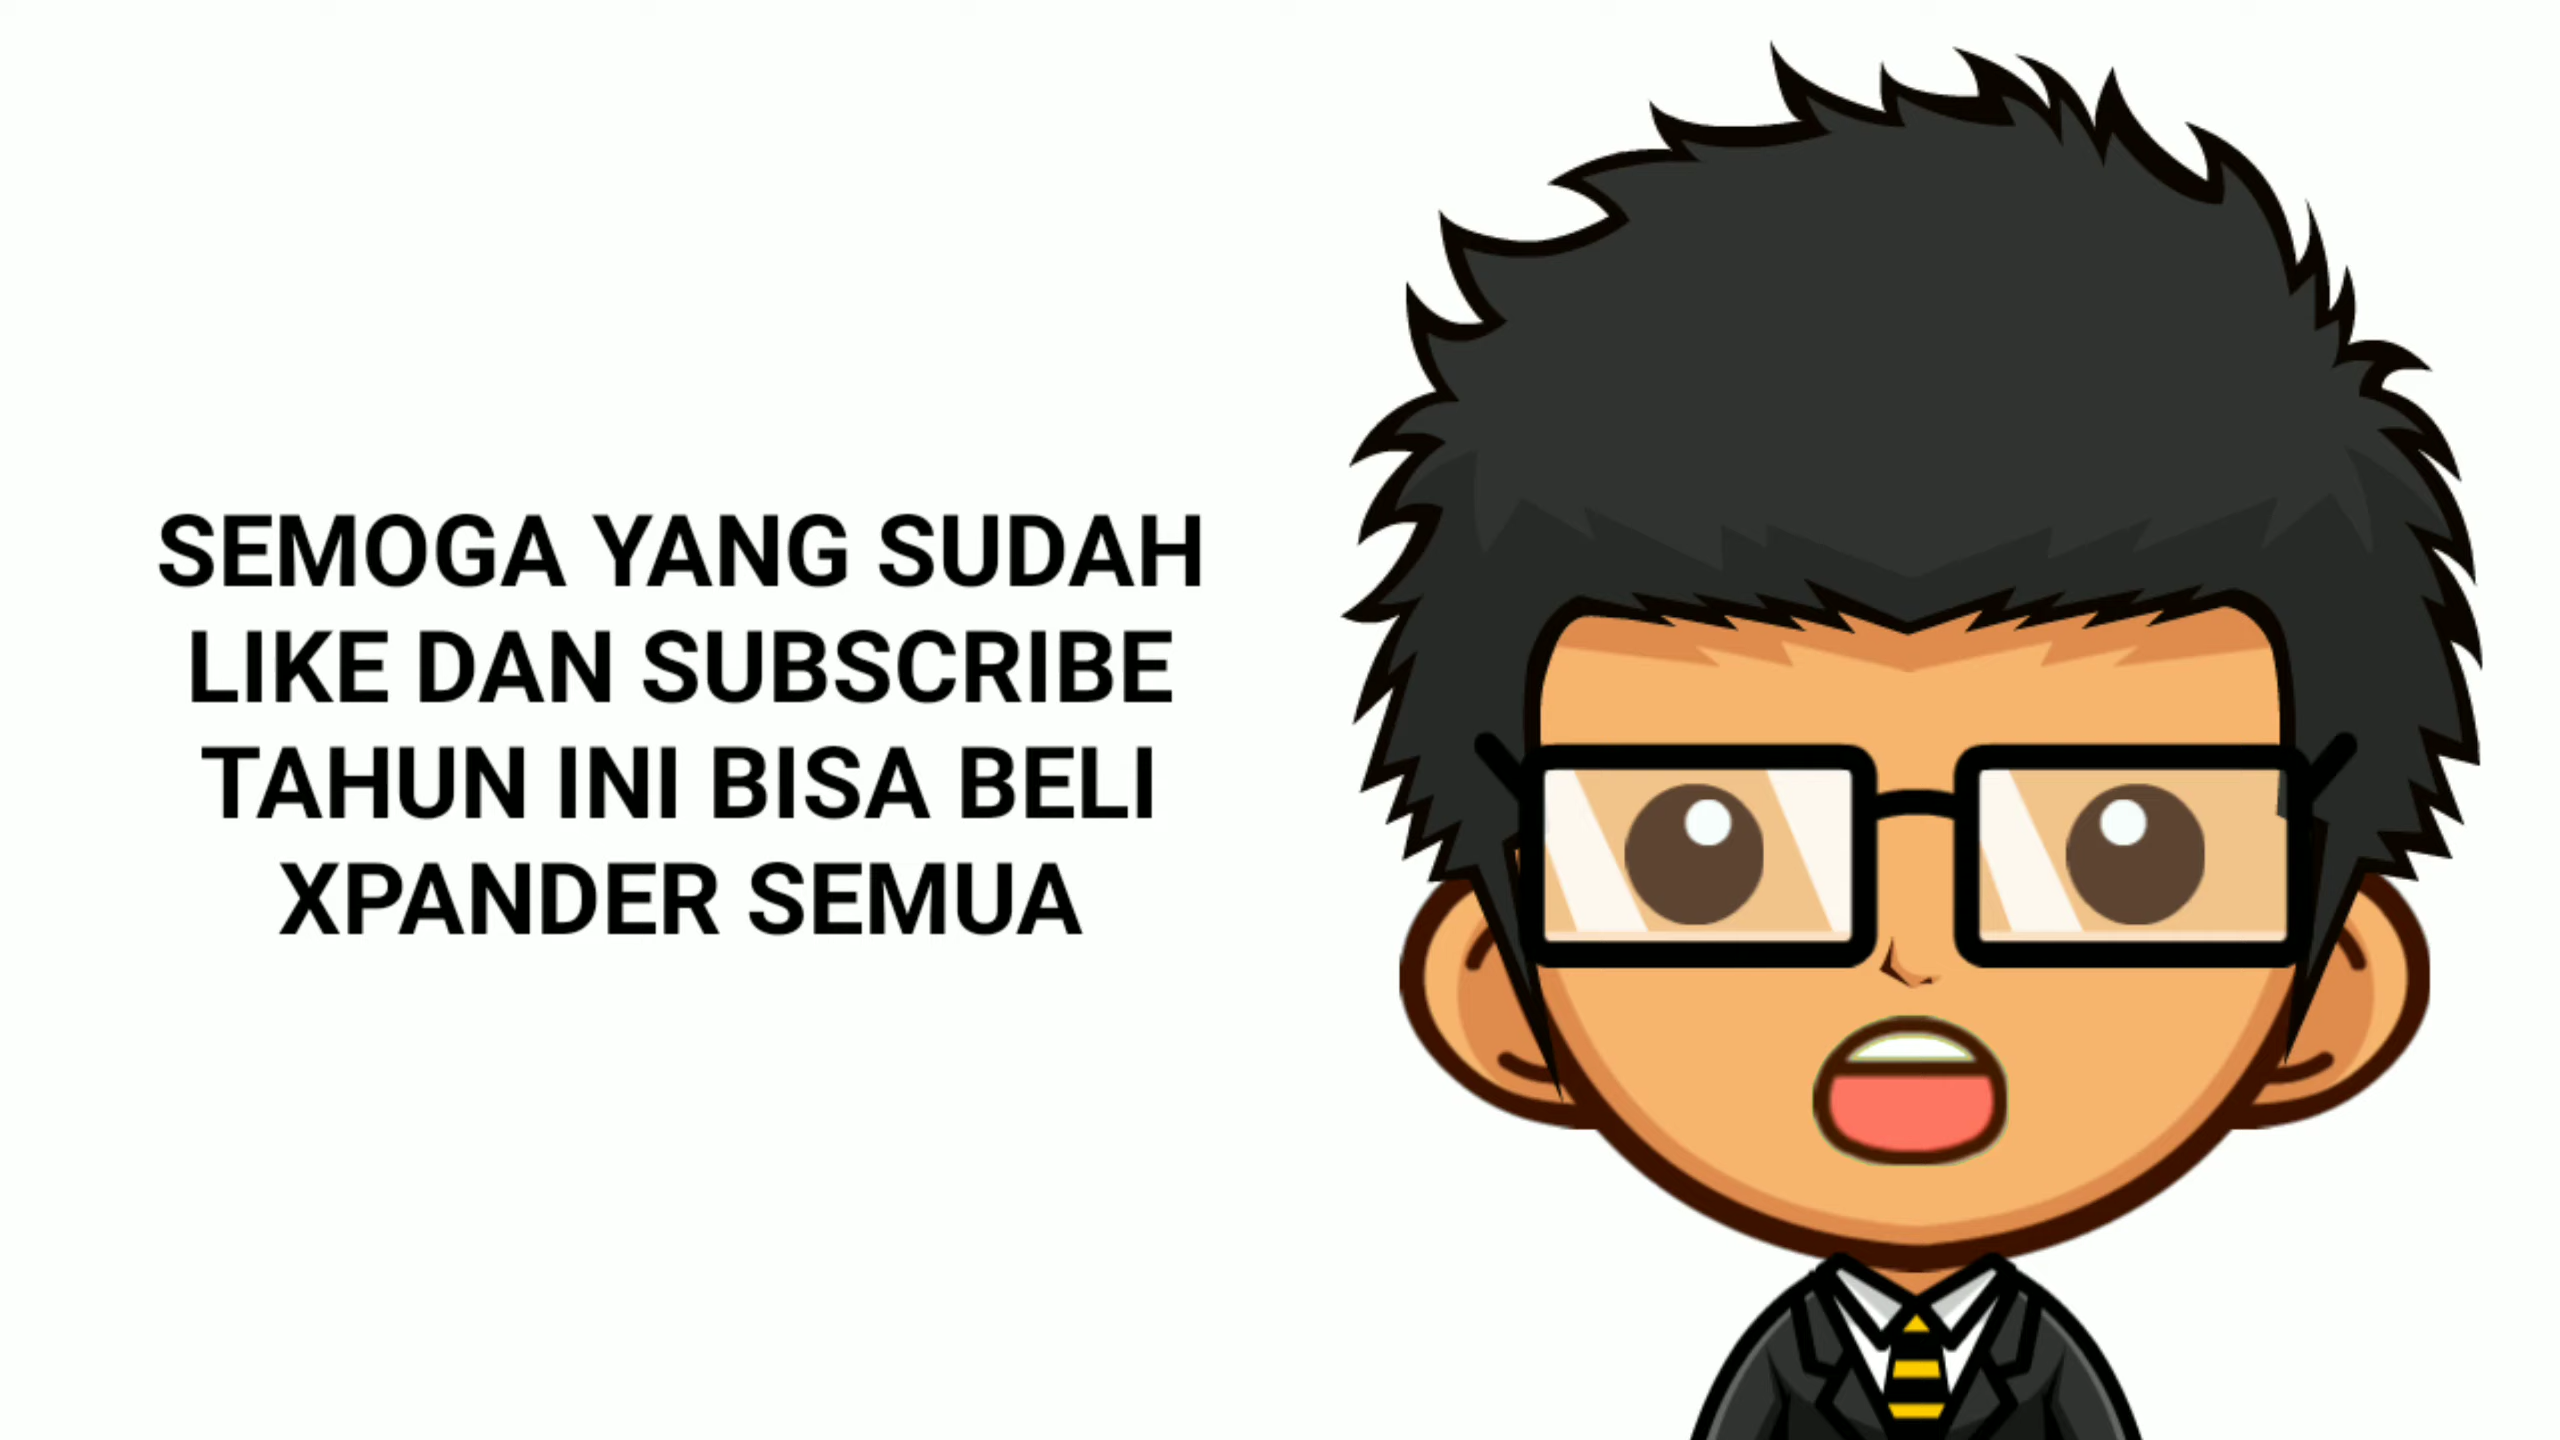 SEMOGA YANG SUDAH
LIKE DAN SUBSCRIBE
TAHUN INI BISA BELI
XPANDER SEMUA